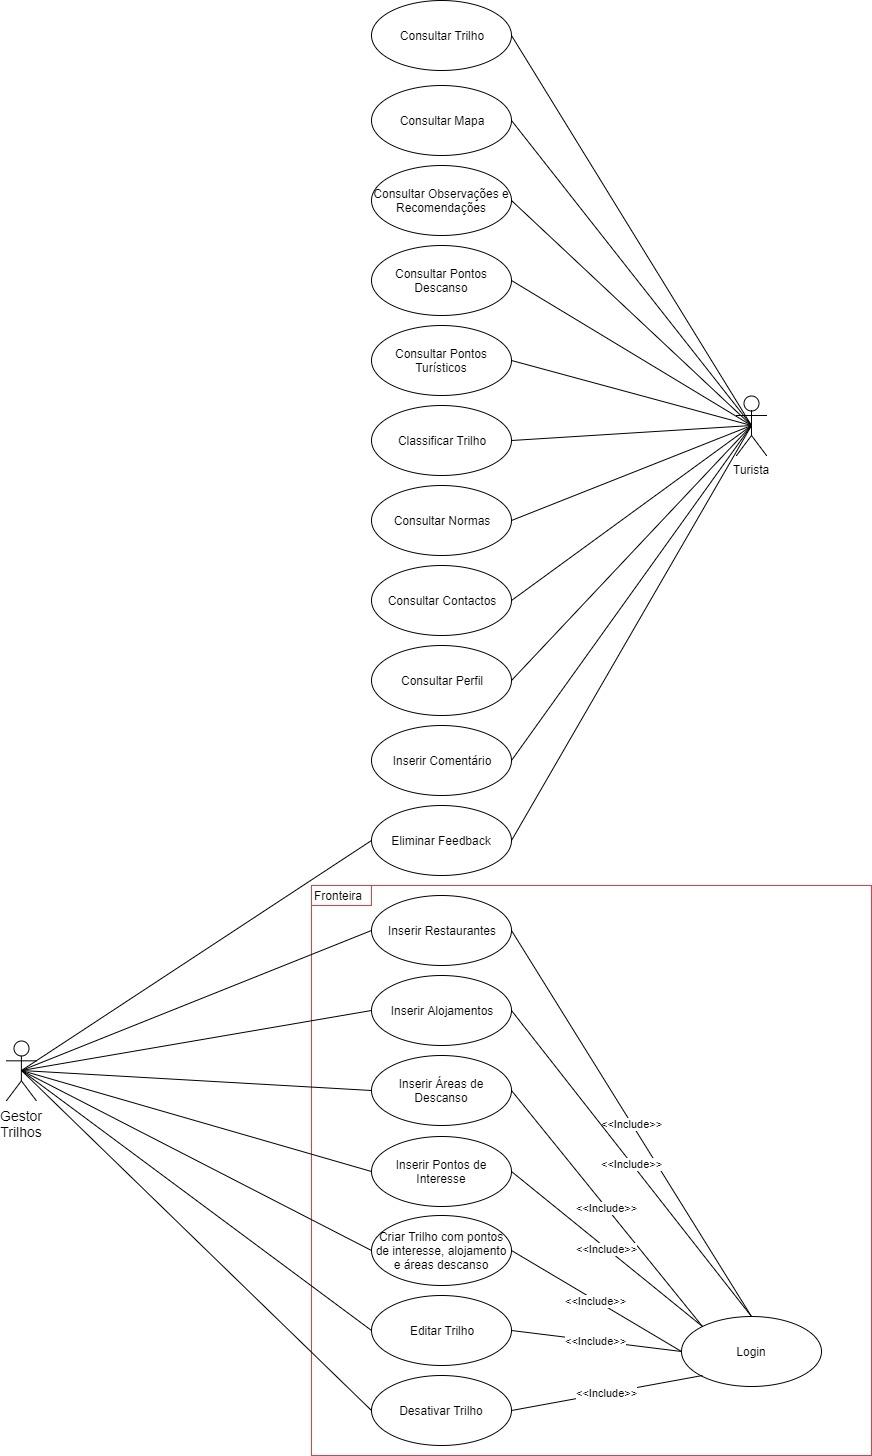 Consultar Trilho
Consultar Mapa
Consultar Observações e
Recomendações
Consultar Pontos
Descanso
Consultar Pontos
Turísticos
Turista
Classificar Trilho
Consultar Normas
Consultar Contactos
Consultar Perfil
Inserir Comentário
Eliminar Feedback
Fronteira
Inserir Restaurantes
Inserir Alojamentos
Gestor
Trilhos
Inserir Áreas de
Descanso
<<Include>>
Inserir Pontos de
Interesse
<<Include>>
<<Include>>
Criar Trilho com pontos
de interesse, alojamento
e áreas descanso
<<Include>>
<<Include>>
Editar Trilho
<<Include>>
Login
<<Include>>
Desativar Trilho